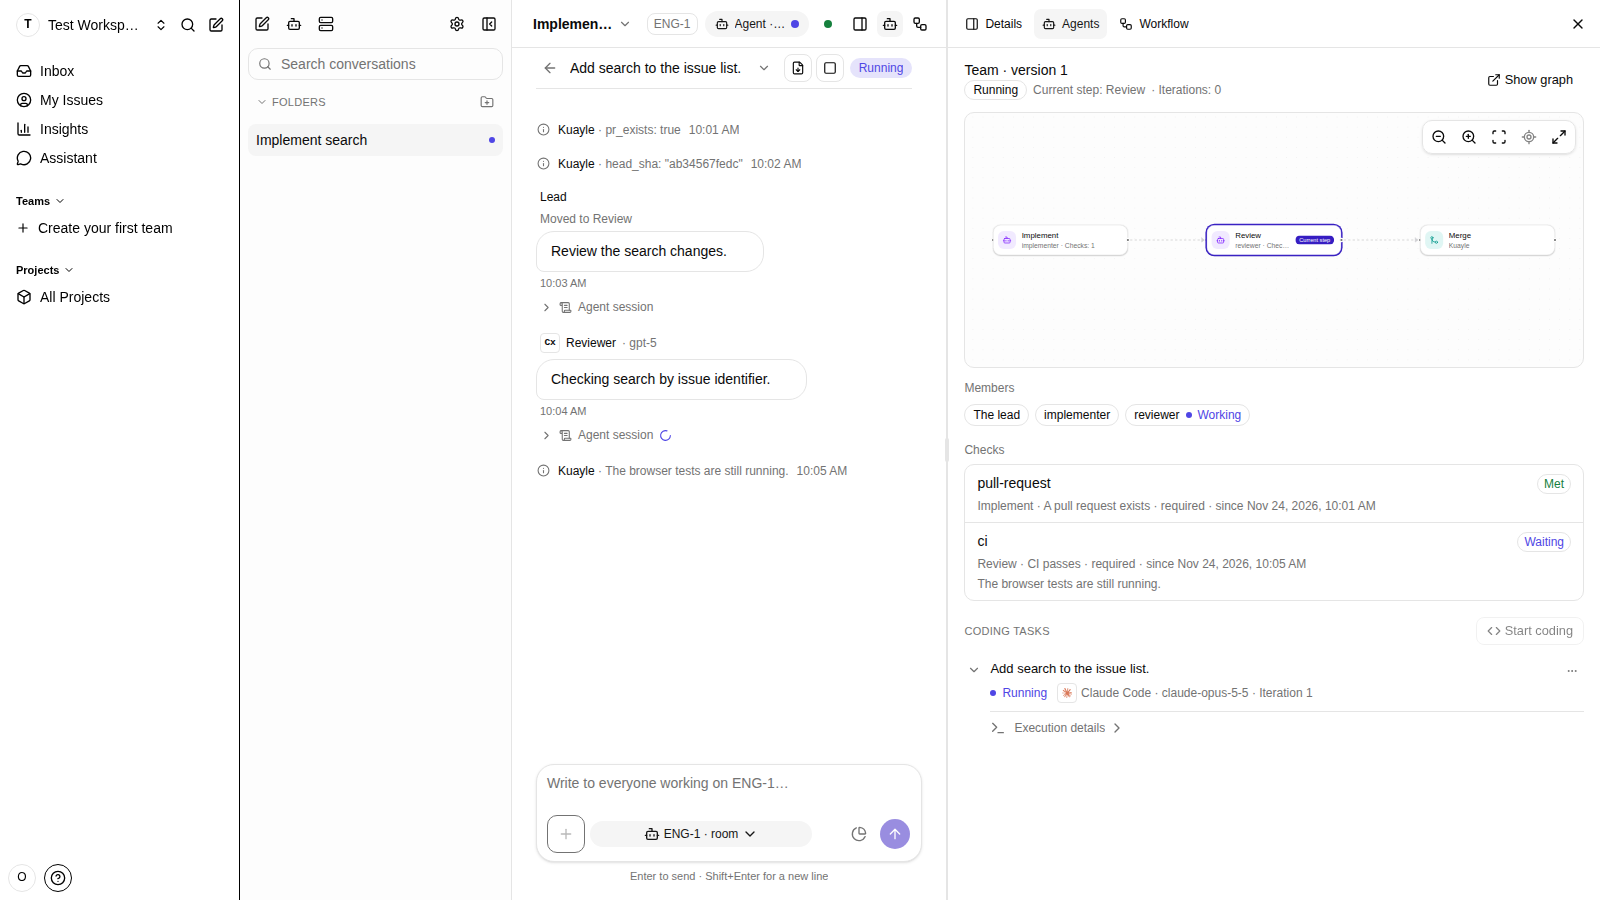 T Test Worksp…
Inbox
My Issues
Insights
Assistant
Teams
Create your first team
Projects
All Projects
O
Search conversations
FOLDERS
Implement search
Implemen… ENG-1 Agent ·…
Add search to the issue list. Running
Kuayle · pr_exists: true 10:01 AM
Kuayle · head_sha: "ab34567fedc" 10:02 AM
Lead
Moved to Review
Review the search changes.
10:03 AM
Agent session
Cx Reviewer · gpt-5
Checking search by issue identifier.
10:04 AM
Agent session
Kuayle · The browser tests are still running. 10:05 AM
Write to everyone working on ENG-1…
ENG-1 · room
Enter to send · Shift+Enter for a new line
Details Agents Workflow
Team · version 1
Running Current step: Review · Iterations: 0
Show graph
Implement
implementer · Checks: 1
Review
reviewer · Chec…
Current step
Merge
Kuayle
Members
The lead implementer reviewer Working
Checks
pull-request Met
Implement · A pull request exists · required · since Nov 24, 2026, 10:01 AM
ci Waiting
Review · CI passes · required · since Nov 24, 2026, 10:05 AM
The browser tests are still running.
CODING TASKS Start coding
Add search to the issue list.
Running Claude Code · claude-opus-5-5 · Iteration 1
Execution details